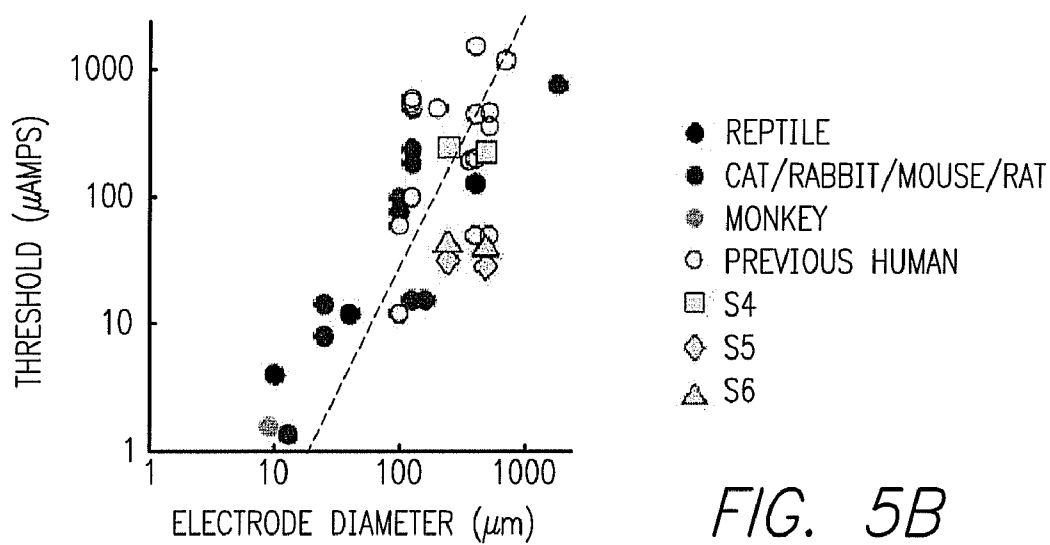 THRESHOLD (µAMPS)
1000
100
10
1
1
10
100
1000
ELECTRODE DIAMETER (µm)
REPTILE
CAT/RABBIT/MOUSE/RAT
MONKEY
PREVIOUS HUMAN
S4
S5
S6
FIG. 5B